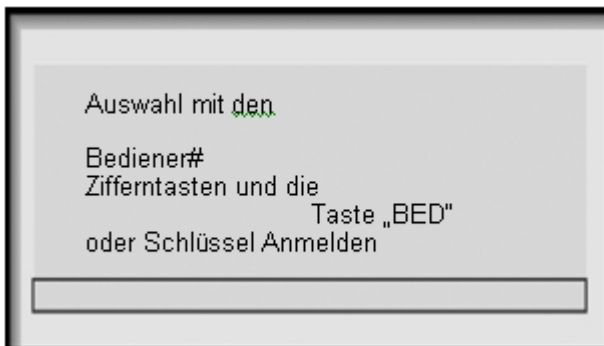 Auswahl mit den
Bediener#
Zifferntasten und die
Taste „BED"
oder Schlüssel Anmelden